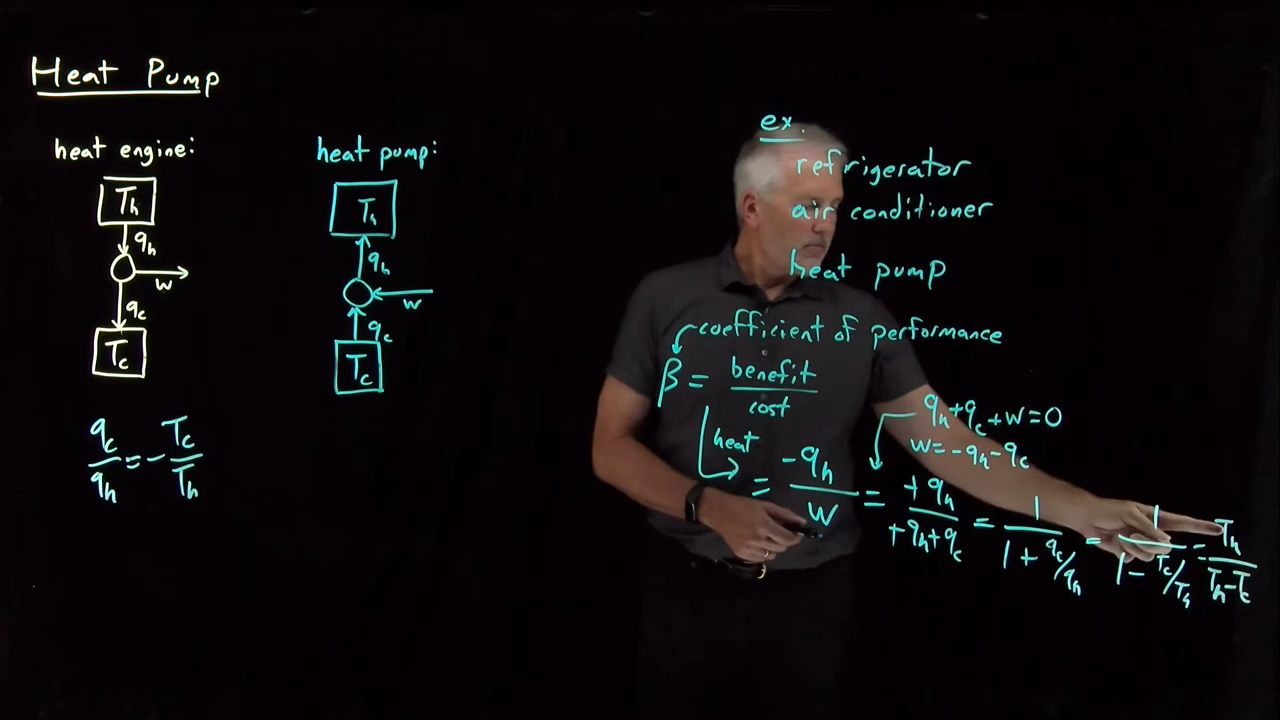 Heat Pump
heat engine:
Th
qh
w
qc
Tc
qc/qh = -Tc/Th
heat pump:
Th
qh
w
qc
Tc
ex.
refrigerator
air conditioner
heat pump
coefficient of performance
β = benefit/cost
qh + qc + w = 0
w = -qh - qc
heat
= -qh/w = +qh/(+qh + qc) = 1/(1 + qc/qh) = 1/(1 - Tc/Th) = Th/(Th - Tc)